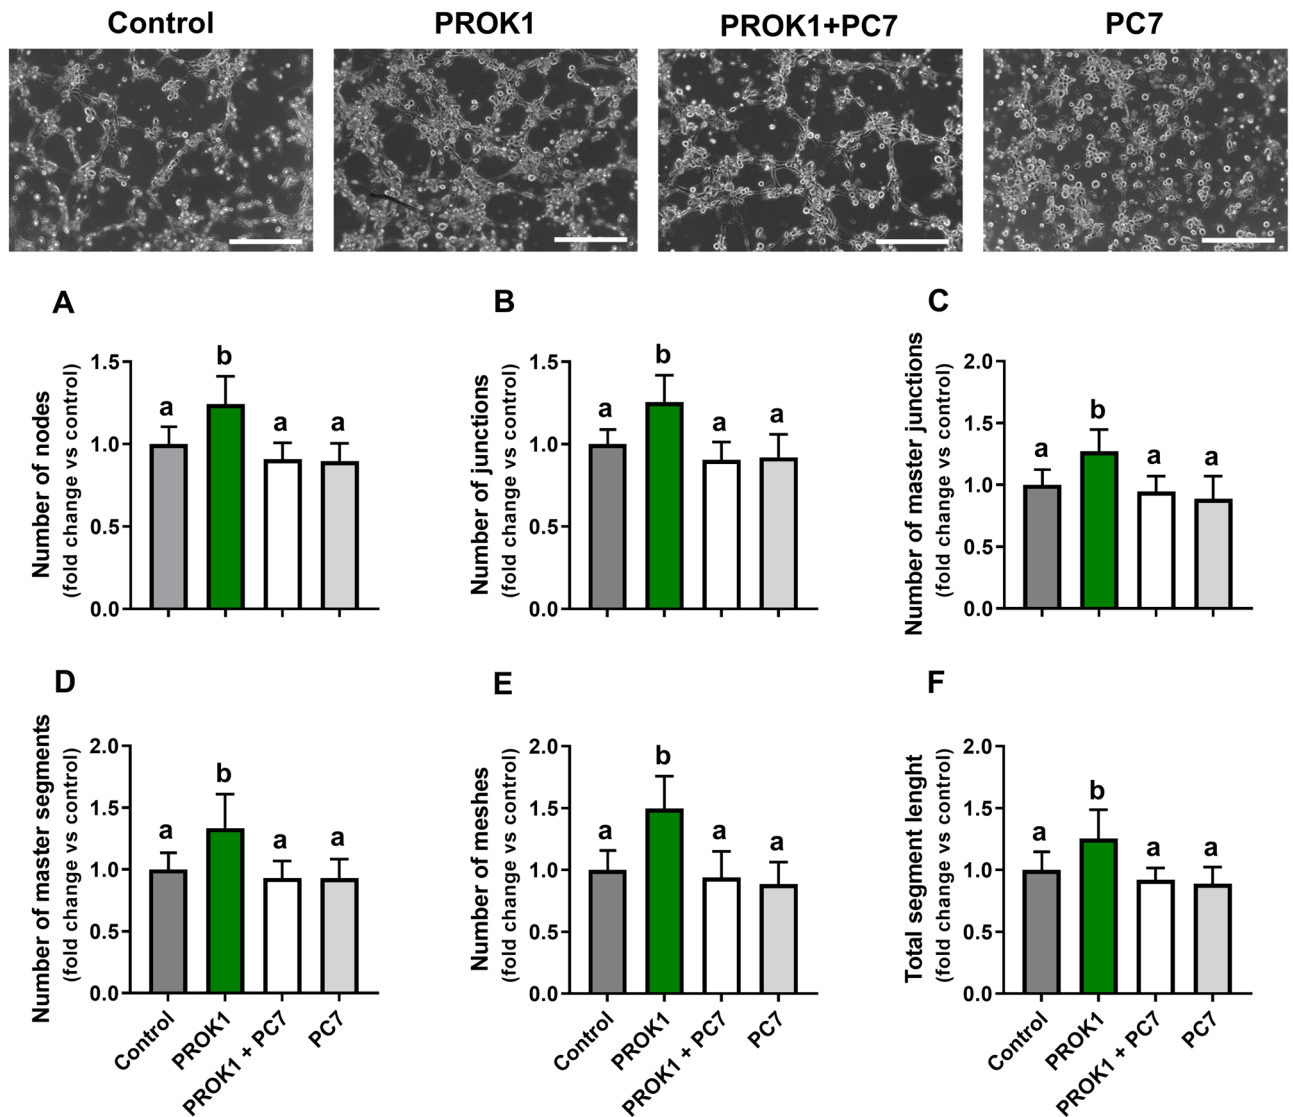 Control PROK1 PROK1+PC7 PC7
A
Number of nodes
(fold change vs control)
1.5
1.0
0.5
0.0
a b a a
B
Number of junctions
(fold change vs control)
1.5
1.0
0.5
0.0
a b a a
C
Number of master junctions
(fold change vs control)
2.0
1.5
1.0
0.5
0.0
a b a a
D
Number of master segments
(fold change vs control)
2.0
1.5
1.0
0.5
0.0
a b a a
Control
PROK1
PROK1 + PC7
PC7
E
Number of meshes
(fold change vs control)
2.0
1.5
1.0
0.5
0.0
a b a a
Control
PROK1
PROK1 + PC7
PC7
F
Total segment lenght
(fold change vs control)
2.0
1.5
1.0
0.5
0.0
a b a a
Control
PROK1
PROK1 + PC7
PC7